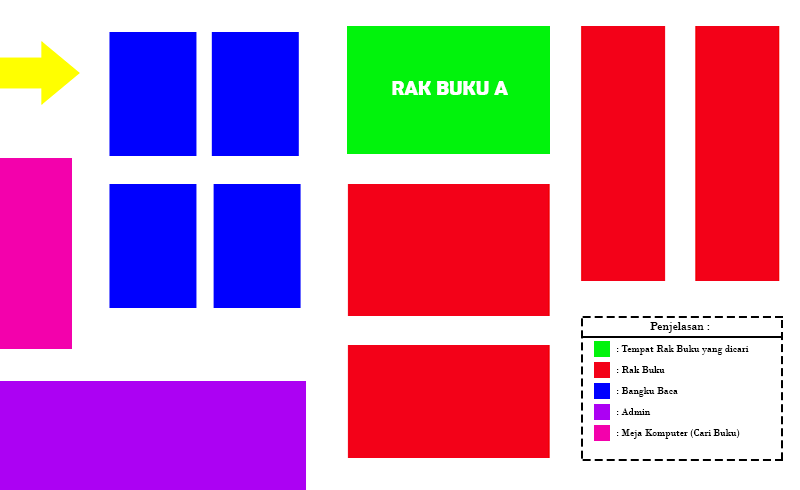 RAK BUKU A
Penjelasan :
: Tempat Rak Buku yang dicari
: Rak Buku
: Bangku Baca
: Admin
: Meja Komputer (Cari Buku)